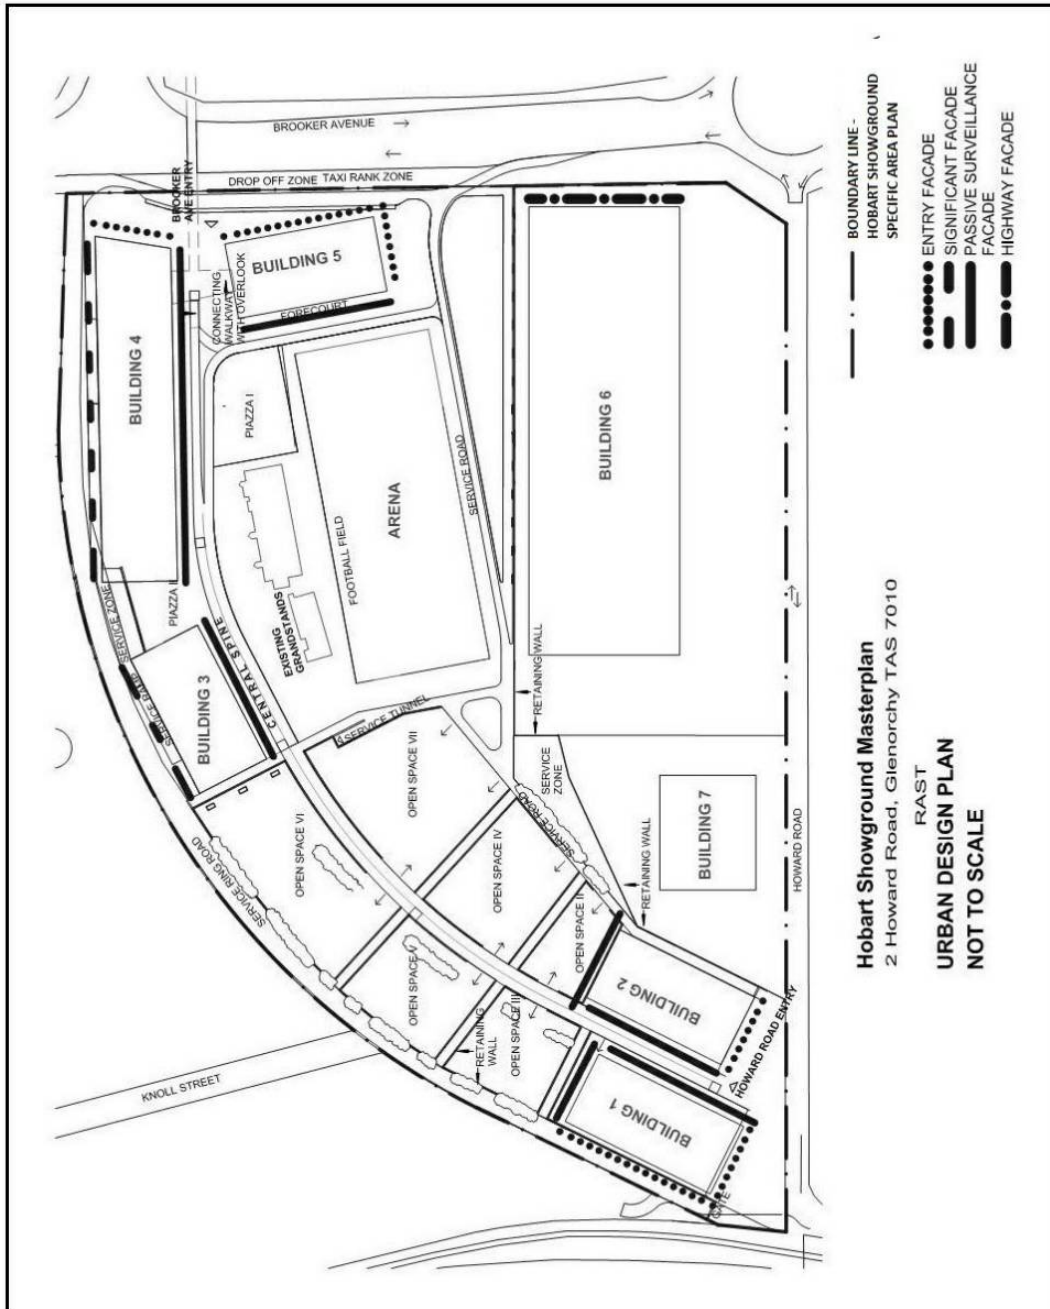 BROOKER AVENUE
DROP OFF ZONE TAXI RANK ZONE
BROOKER
AVE ENTRY
BUILDING 5
CONNECTING
WALKWAY
WITH OVERLOOK
FORECOURT
BUILDING 4
PIAZZA I
ARENA
FOOTBALL FIELD
SERVICE ROAD
BUILDING 6
EXISTING
GRANDSTANDS
PIAZZA II
SERVICE ZONE
CENTRAL SPINE
BUILDING 3
SERVICE TUNNEL
RETAINING WALL
SERVICE
ZONE
OPEN SPACE VII
OPEN SPACE VI
SERVICE RING ROAD
OPEN SPACE IV
SERVICE ROAD
BUILDING 7
RETAINING WALL
OPEN SPACE V
OPEN SPACE II
OPEN SPACE III
RETAINING
WALL
BUILDING 2
BUILDING 1
HOWARD ROAD ENTRY
GATE
KNOLL STREET
HOWARD ROAD
BOUNDARY LINE -
HOBART SHOWGROUND
SPECIFIC AREA PLAN
ENTRY FACADE
SIGNIFICANT FACADE
PASSIVE SURVEILLANCE
FACADE
HIGHWAY FACADE
Hobart Showground Masterplan
2 Howard Road, Glenorchy TAS 7010
RAST
URBAN DESIGN PLAN
NOT TO SCALE